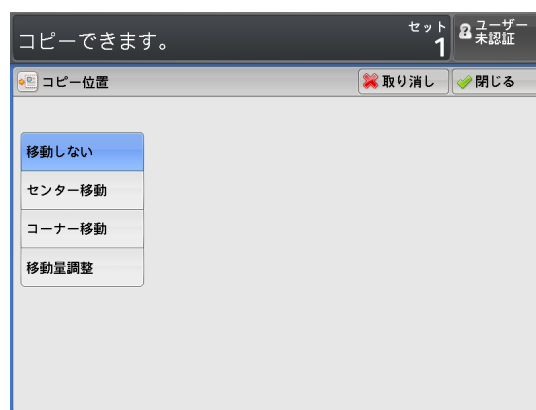 コピーできます。
セット
1
ユーザー
未認証
コピー位置
取り消し
閉じる
移動しない
センター移動
コーナー移動
移動量調整